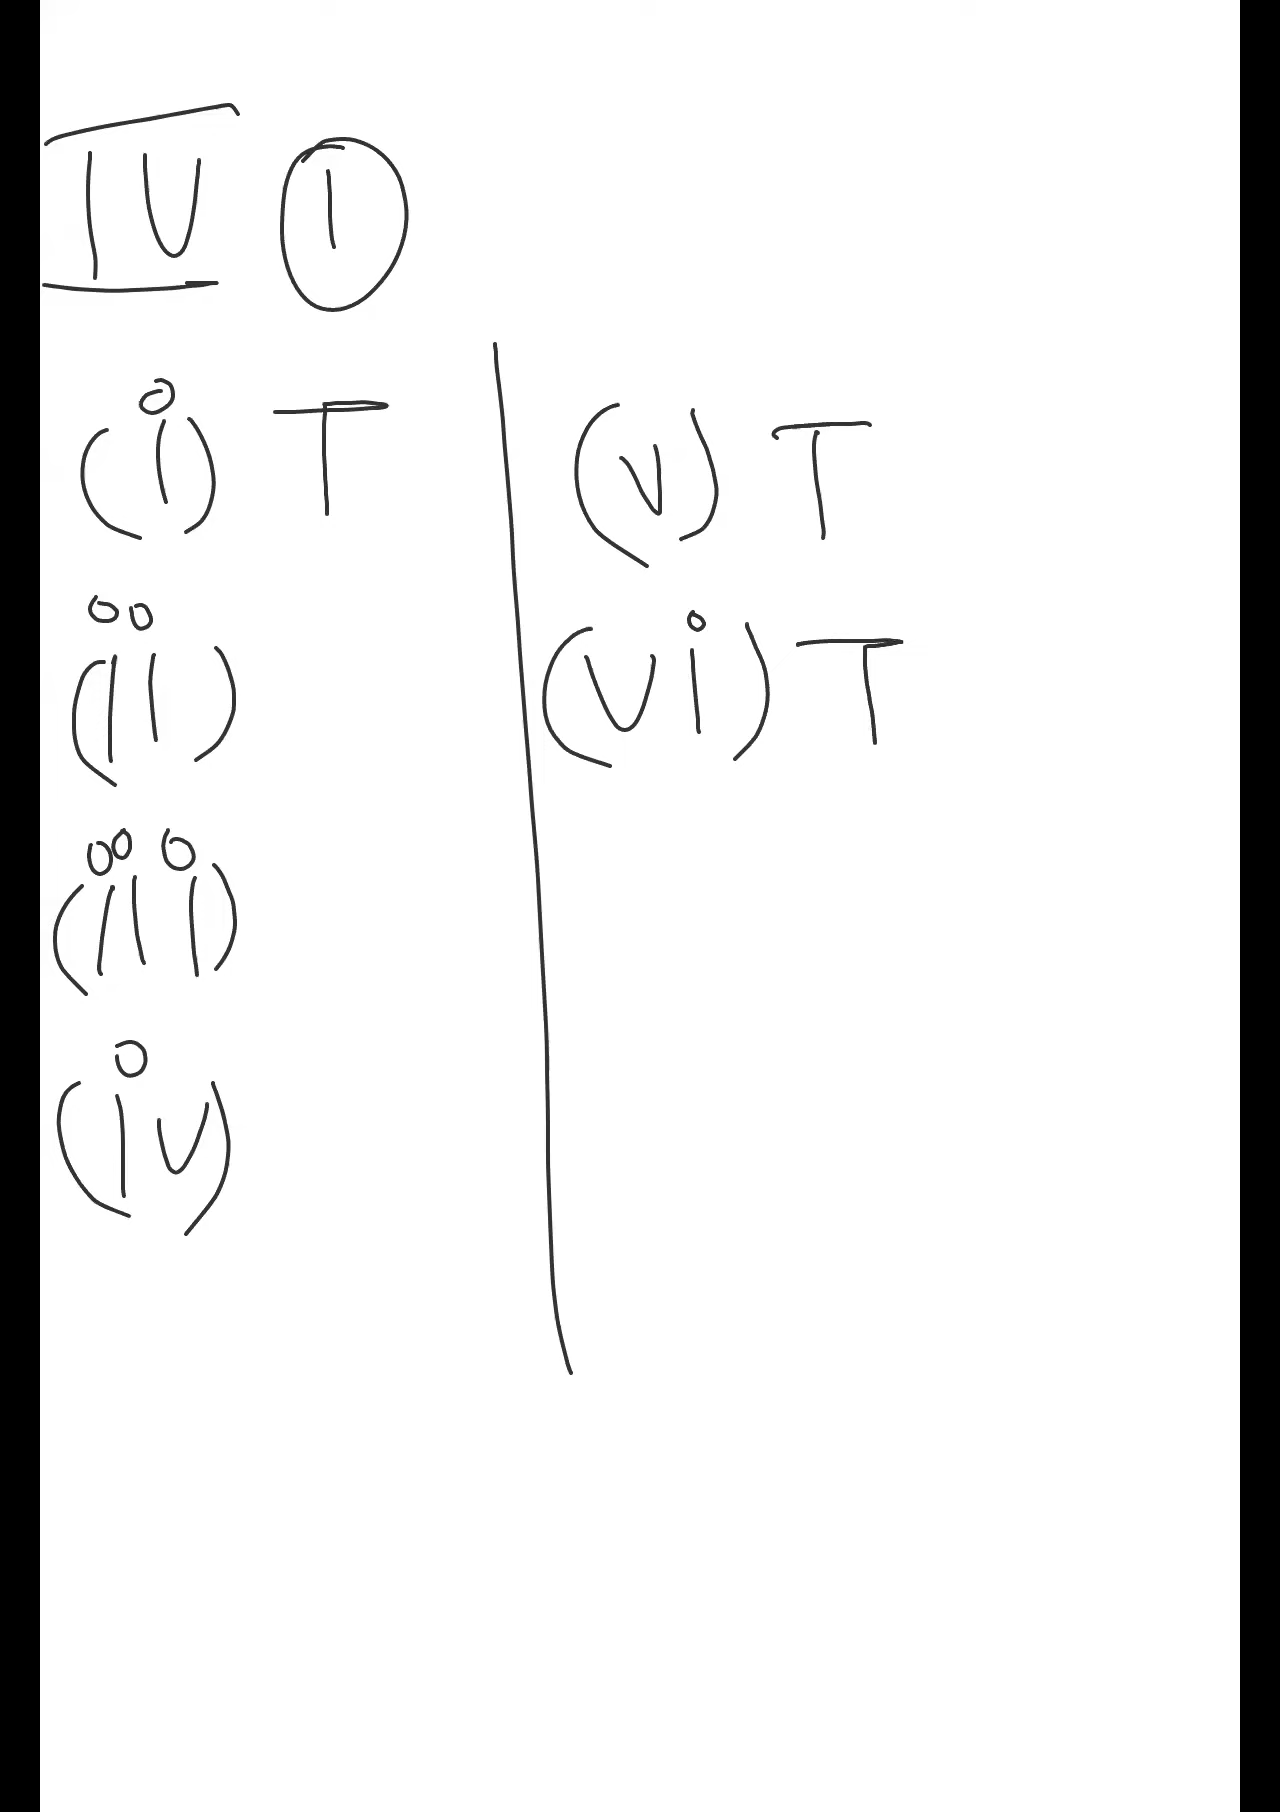 IV ①
(i) T
(ii)
(iii)
(iv)
(v) T
(vi) T